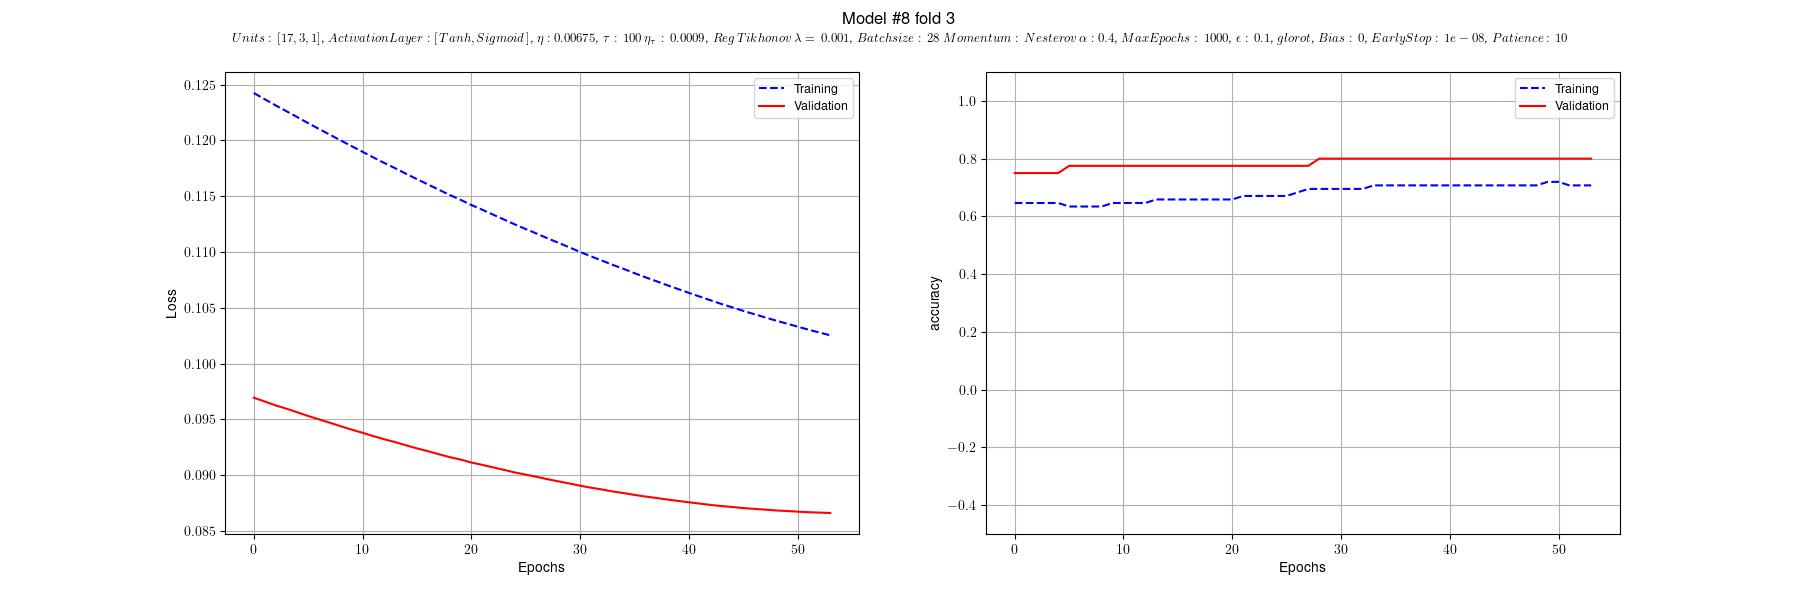 Model #8 fold 3
Units : [17, 3, 1], ActivationLayer : [Tanh, Sigmoid], η : 0.00675, τ : 100 η_τ : 0.0009, Reg Tikhonov λ = 0.001, Batchsize : 28 Momentum : Nesterov α : 0.4, MaxEpochs : 1000, ϵ : 0.1, glorot, Bias : 0, EarlyStop : 1e − 08, Patience : 10
Training
Validation
0.125
0.120
0.115
0.110
0.105
0.100
0.095
0.090
0.085
Loss
0 10 20 30 40 50
Epochs
Training
Validation
1.0
0.8
0.6
0.4
0.2
0.0
−0.2
−0.4
accuracy
0 10 20 30 40 50
Epochs